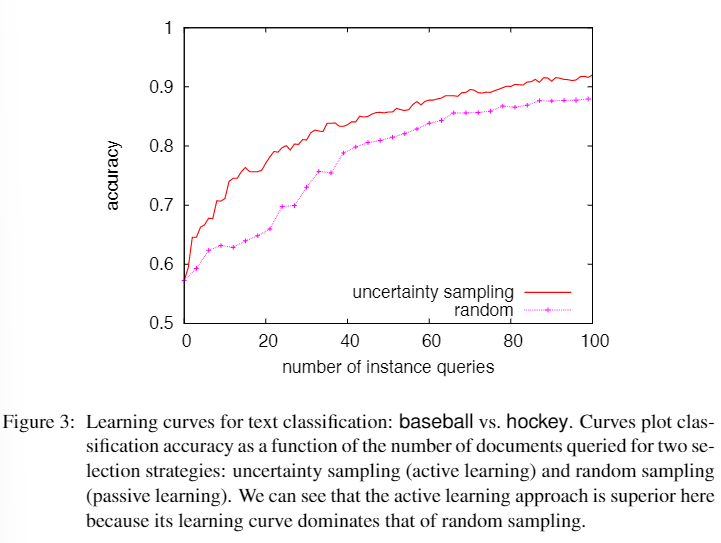 1
0.9
0.8
0.7
0.6
0.5
accuracy
uncertainty sampling
random
0 20 40 60 80 100
number of instance queries
Figure 3: Learning curves for text classification: baseball vs. hockey. Curves plot clas-
sification accuracy as a function of the number of documents queried for two se-
lection strategies: uncertainty sampling (active learning) and random sampling
(passive learning). We can see that the active learning approach is superior here
because its learning curve dominates that of random sampling.